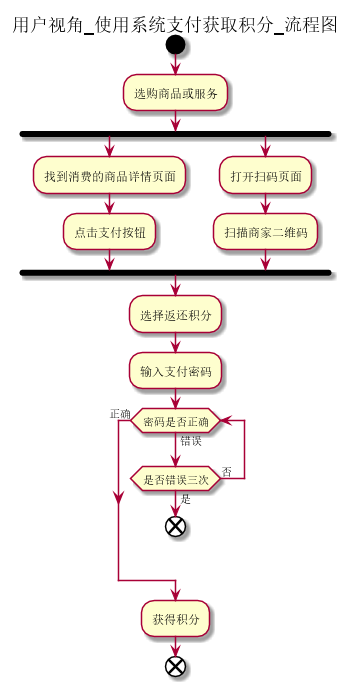 用户视角_使用系统支付获取积分_流程图
选购商品或服务
找到消费的商品详情页面
打开扫码页面
点击支付按钮
扫描商家二维码
选择返还积分
输入支付密码
正确
密码是否正确
错误
是否错误三次
否
是
获得积分